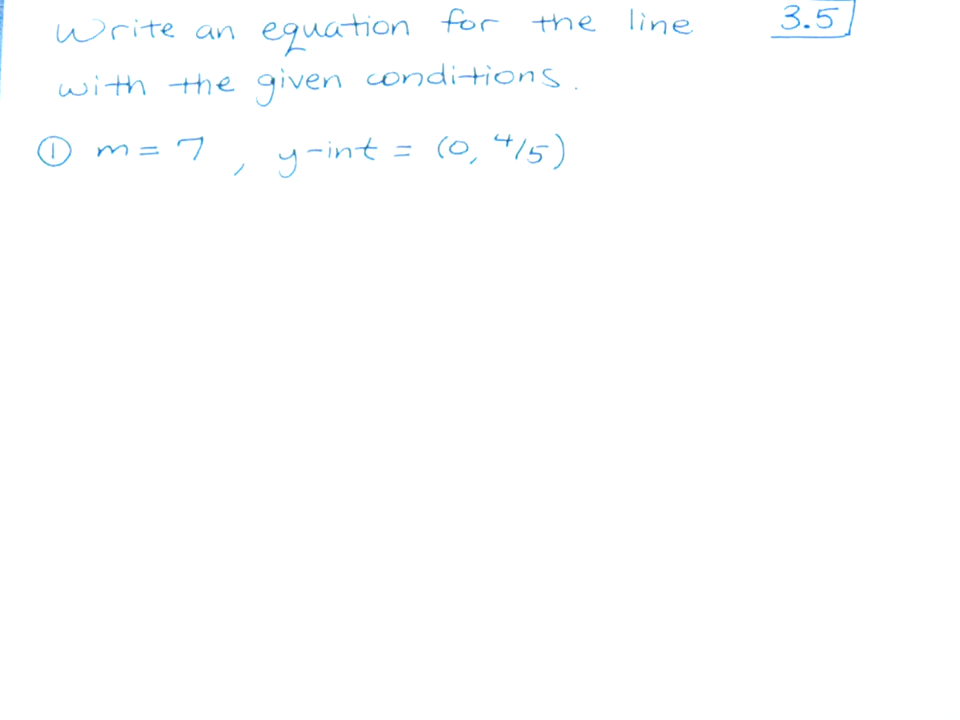 Write an equation for the line 3.5
with the given conditions.
① m = 7, y-int = (0, 4/5)